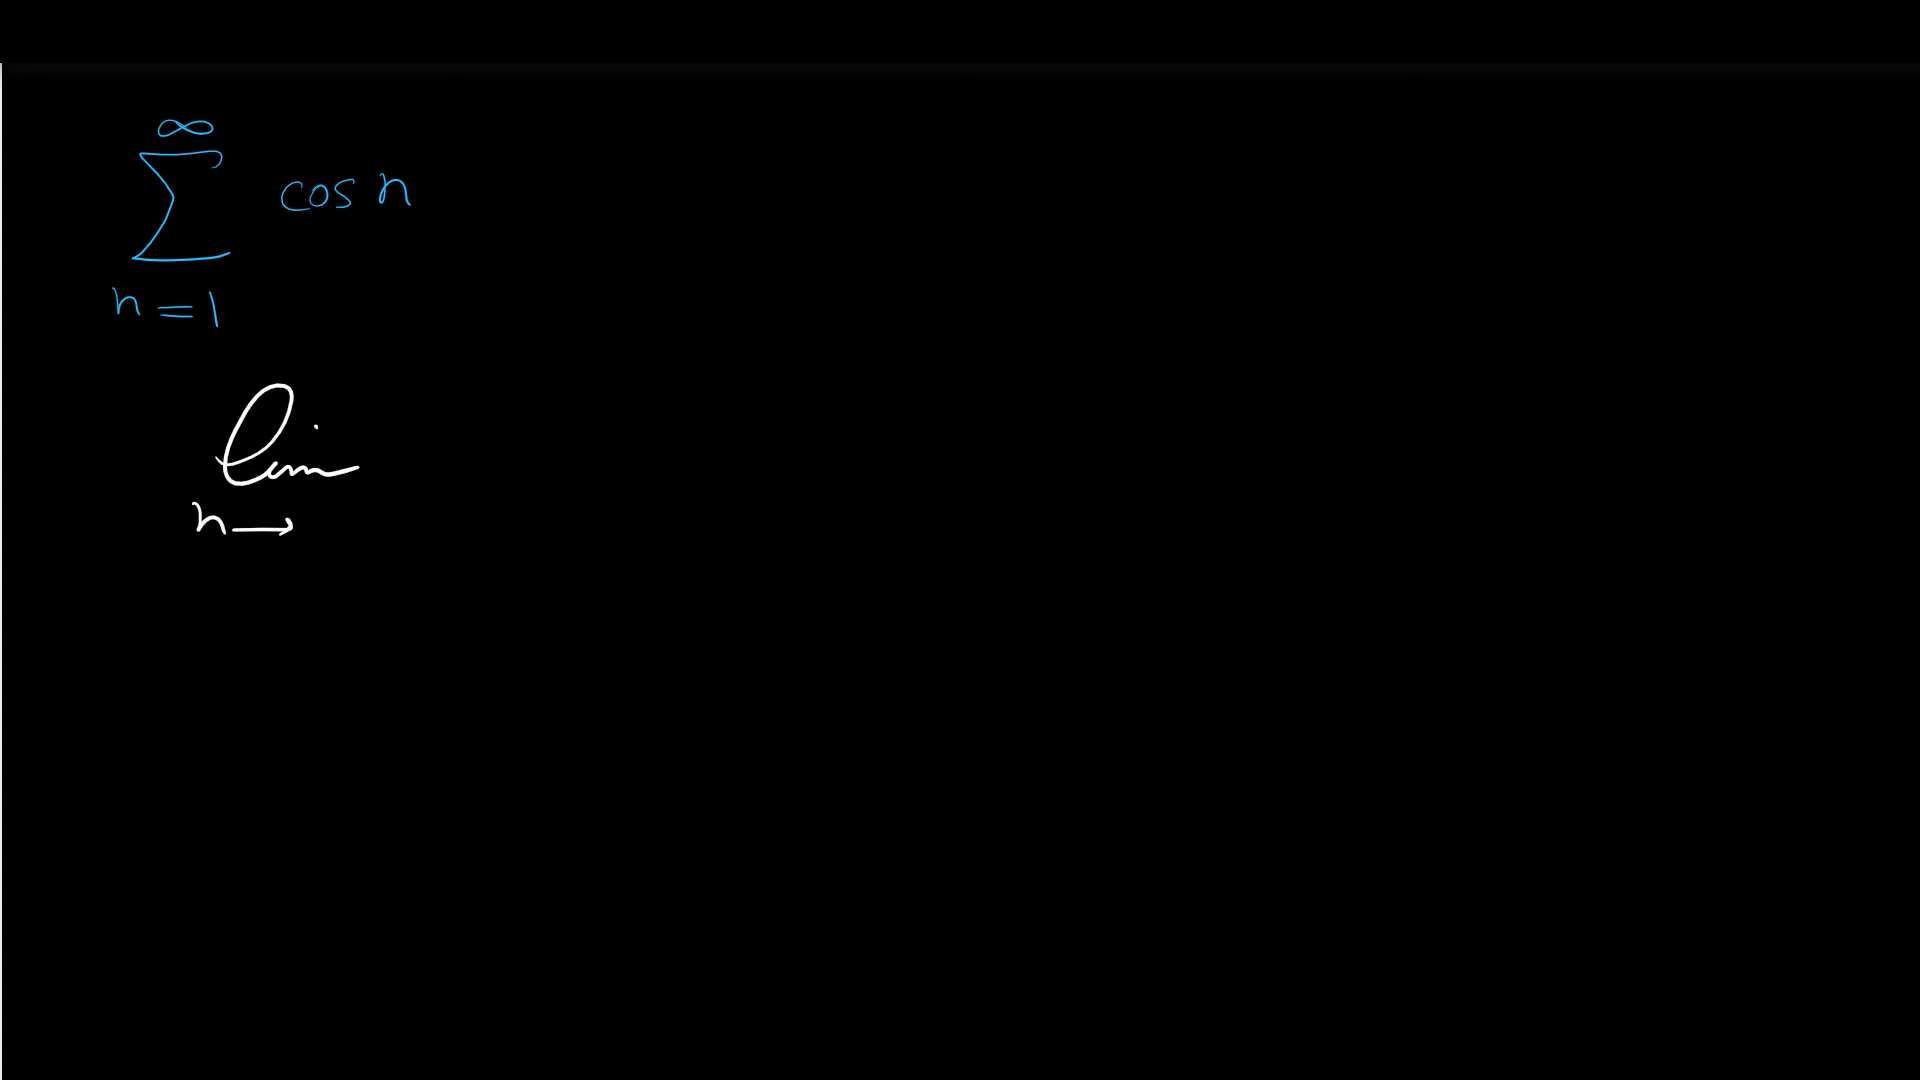 ∞
∑ cos n
n = 1
lim
n →